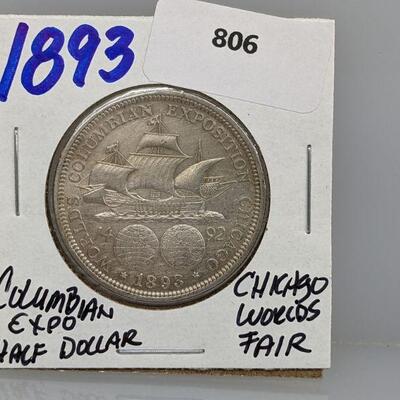 1893
806
WORLD'S COLUMBIAN EXPOSITION CHICAGO
14 92
★ 1893 ★
COLUMBIAN
EXPO
HALF DOLLAR
CHICAGO
WORLDS
FAIR